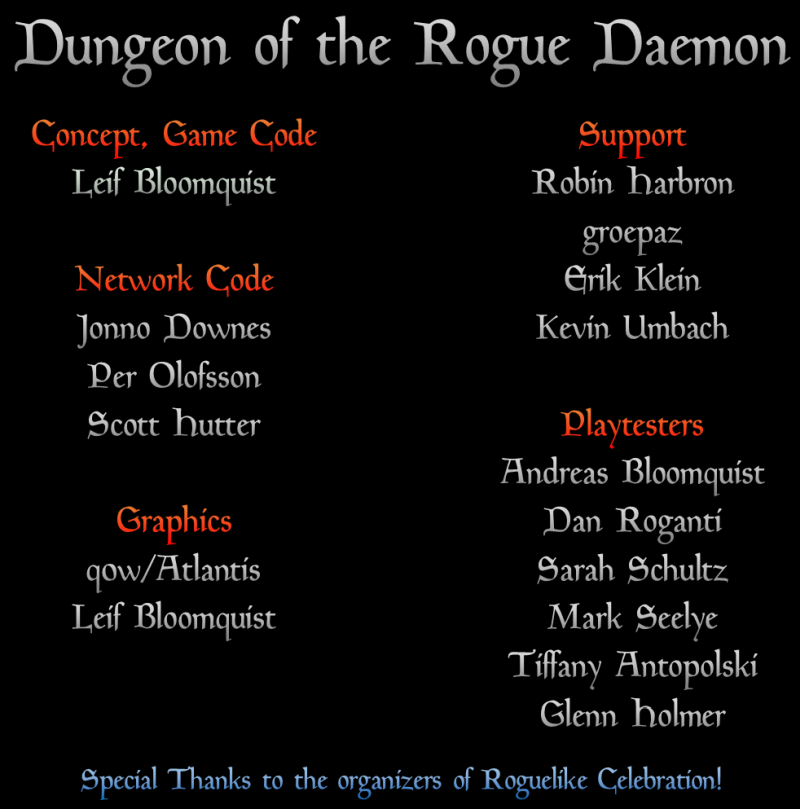 Dungeon of the Rogue Daemon
Concept, Game Code
Leif Bloomquist
Network Code
Jonno Downes
Per Olofsson
Scott Hutter
Graphics
qow/Atlantis
Leif Bloomquist
Support
Robin Harbron
groepaz
Erik Klein
Kevin Umbach
Playtesters
Andreas Bloomquist
Dan Roganti
Sarah Schultz
Mark Seelye
Tiffany Antopolski
Glenn Holmer
Special Thanks to the organizers of Roguelike Celebration!